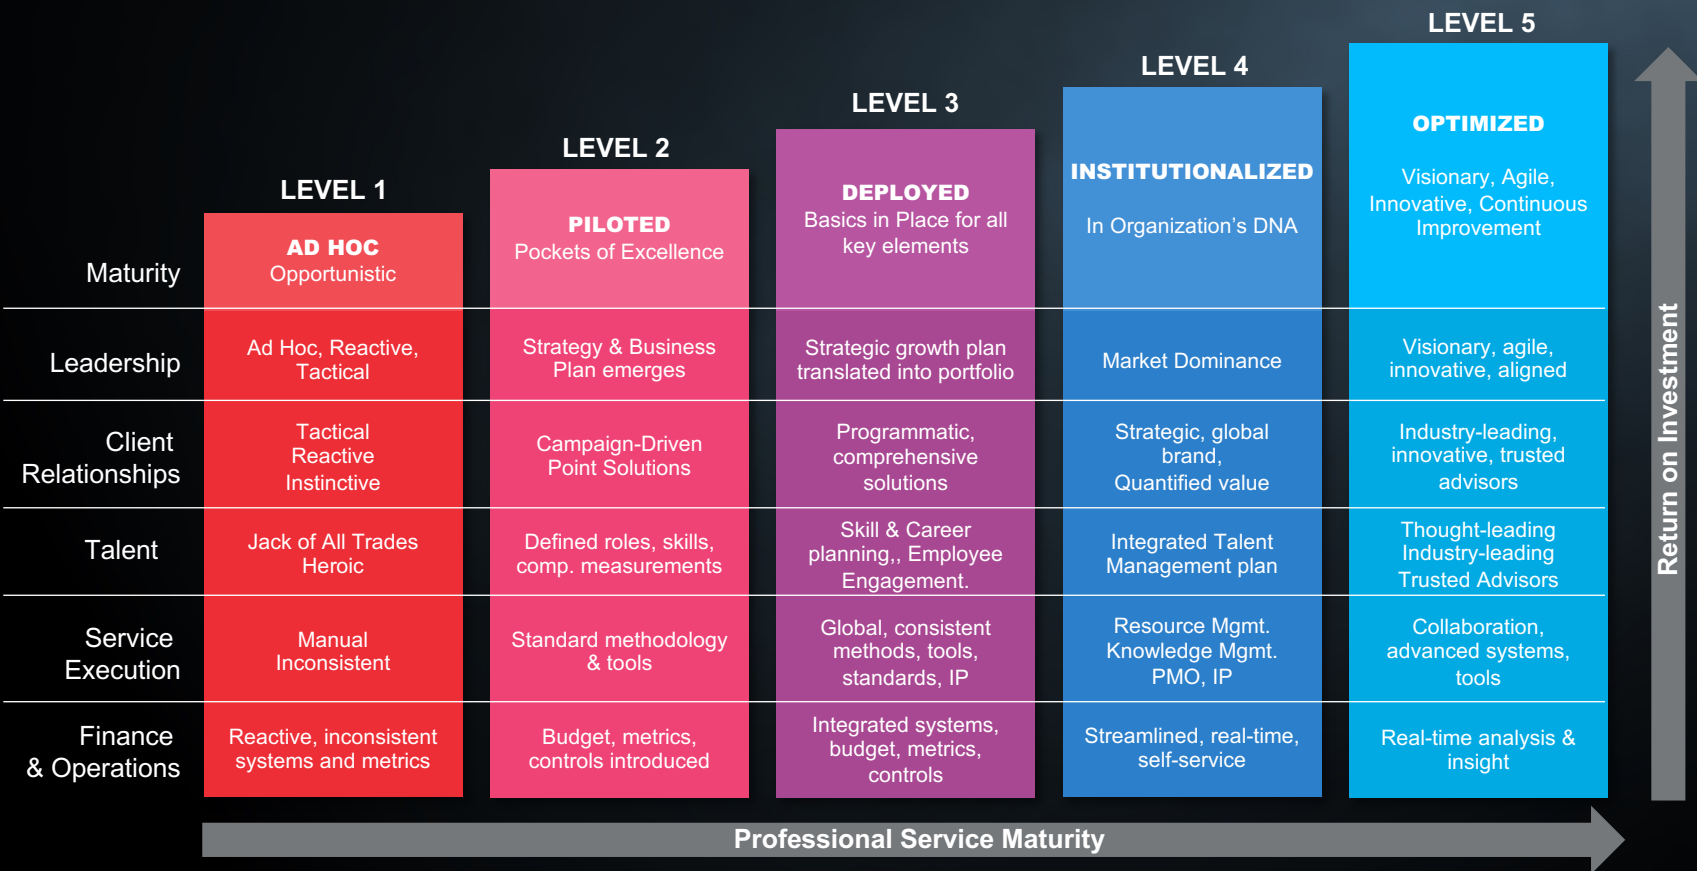 LEVEL 1
LEVEL 2
LEVEL 3
LEVEL 4
LEVEL 5
Maturity
AD HOC
Opportunistic
PILOTED
Pockets of Excellence
DEPLOYED
Basics in Place for all
key elements
INSTITUTIONALIZED
In Organization’s DNA
OPTIMIZED
Visionary, Agile,
Innovative, Continuous
Improvement
Leadership
Ad Hoc, Reactive,
Tactical
Strategy & Business
Plan emerges
Strategic growth plan
translated into portfolio
Market Dominance
Visionary, agile,
innovative, aligned
Client
Relationships
Tactical
Reactive
Instinctive
Campaign-Driven
Point Solutions
Programmatic,
comprehensive
solutions
Strategic, global
brand,
Quantified value
Industry-leading,
innovative, trusted
advisors
Talent
Jack of All Trades
Heroic
Defined roles, skills,
comp. measurements
Skill & Career
planning,, Employee
Engagement.
Integrated Talent
Management plan
Thought-leading
Industry-leading
Trusted Advisors
Service
Execution
Manual
Inconsistent
Standard methodology
& tools
Global, consistent
methods, tools,
standards, IP
Resource Mgmt.
Knowledge Mgmt.
PMO, IP
Collaboration,
advanced systems,
tools
Finance
& Operations
Reactive, inconsistent
systems and metrics
Budget, metrics,
controls introduced
Integrated systems,
budget, metrics,
controls
Streamlined, real-time,
self-service
Real-time analysis &
insight
Return on Investment
Professional Service Maturity